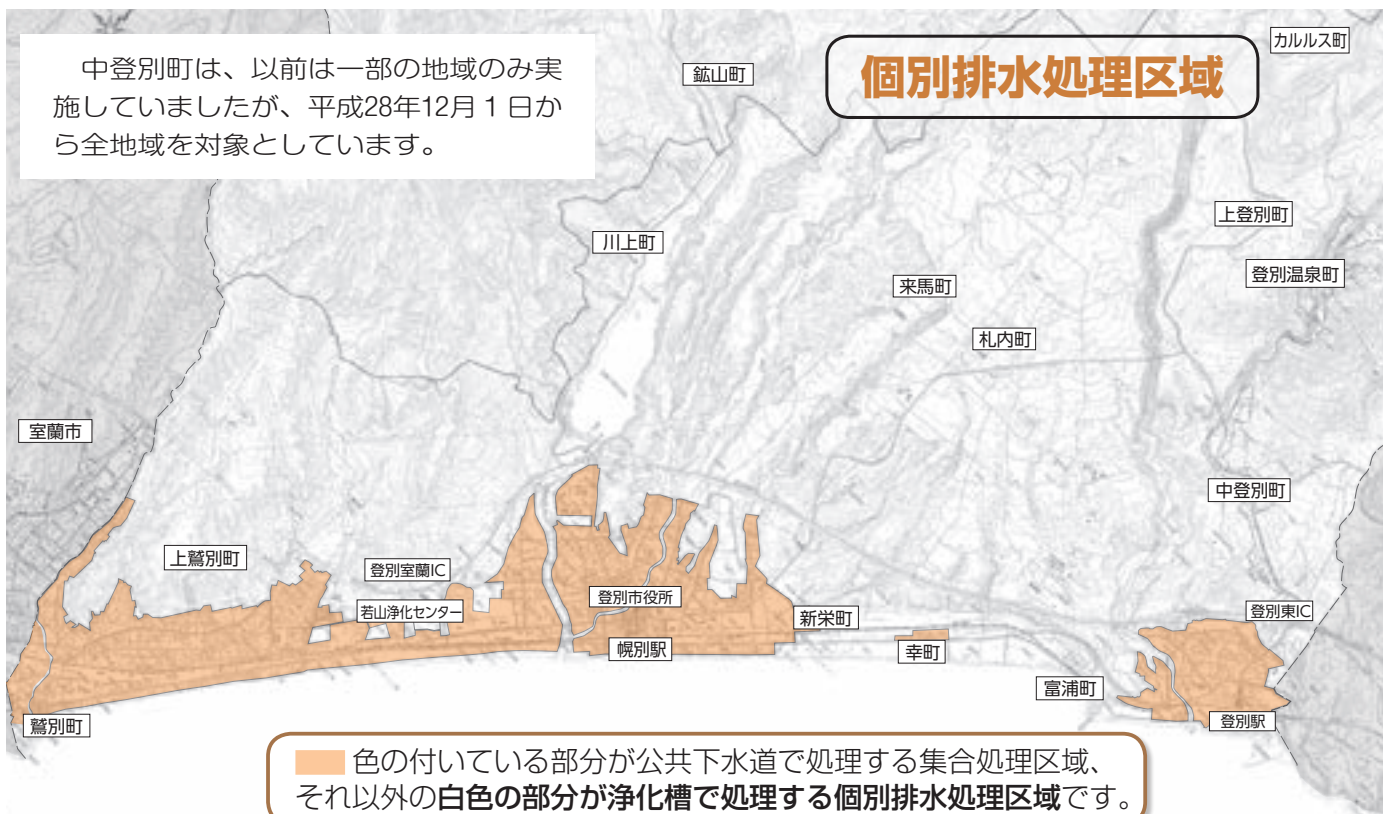 中登別町は、以前は一部の地域のみ実
施していましたが、平成28年12月1日か
ら全地域を対象としています。
個別排水処理区域
カルルス町
鉱山町
上登別町
川上町
登別温泉町
来馬町
札内町
室蘭市
中登別町
上鷲別町
登別室蘭IC
登別市役所
若山浄化センター
新栄町
登別東IC
幌別駅
幸町
富浦町
鷲別町
登別駅
色の付いている部分が公共下水道で処理する集合処理区域、
それ以外の白色の部分が浄化槽で処理する個別排水処理区域です。